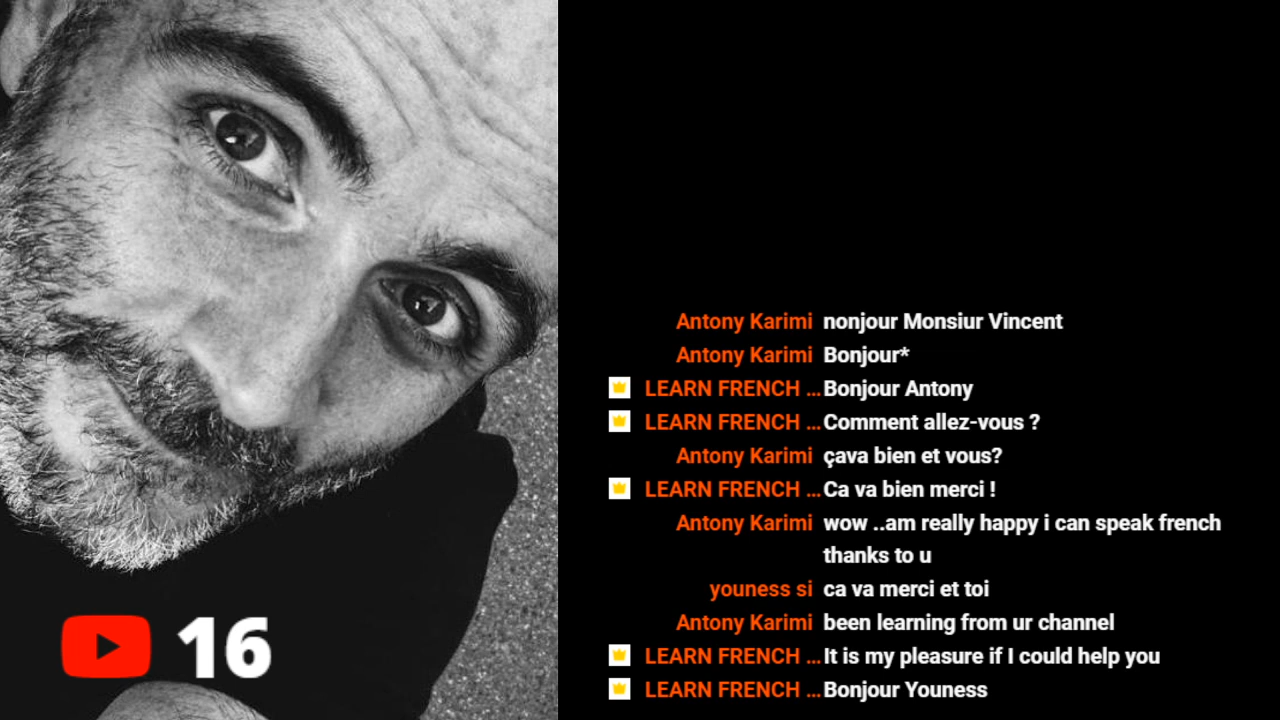 Antony Karimi nonjour Monsiur Vincent
Antony Karimi Bonjour*
LEARN FRENCH ... Bonjour Antony
LEARN FRENCH ... Comment allez-vous ?
Antony Karimi çava bien et vous?
LEARN FRENCH ... Ca va bien merci !
Antony Karimi wow ..am really happy i can speak french
thanks to u
youness si ca va merci et toi
Antony Karimi been learning from ur channel
LEARN FRENCH ... It is my pleasure if I could help you
LEARN FRENCH ... Bonjour Youness
16